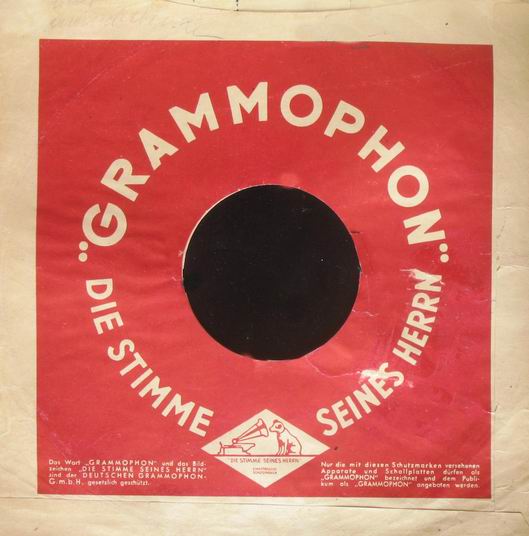 „GRAMMOPHON"
DIE STIMME SEINES HERRN
"DIE STIMME SEINES HERRN"
Das Wort „GRAMMOPHON" und das Bild-
zeichen „DIE STIMME SEINES HERRN"
sind der DEUTSCHEN GRAMMOPHON-
G.m.b.H. gesetzlich geschützt.
Nur die mit diesen Schutzmarken versehenen
Apparate und Schallplatten dürfen als
„GRAMMOPHON" bezeichnet und dem Publi-
kum als „GRAMMOPHON" angeboten werden.